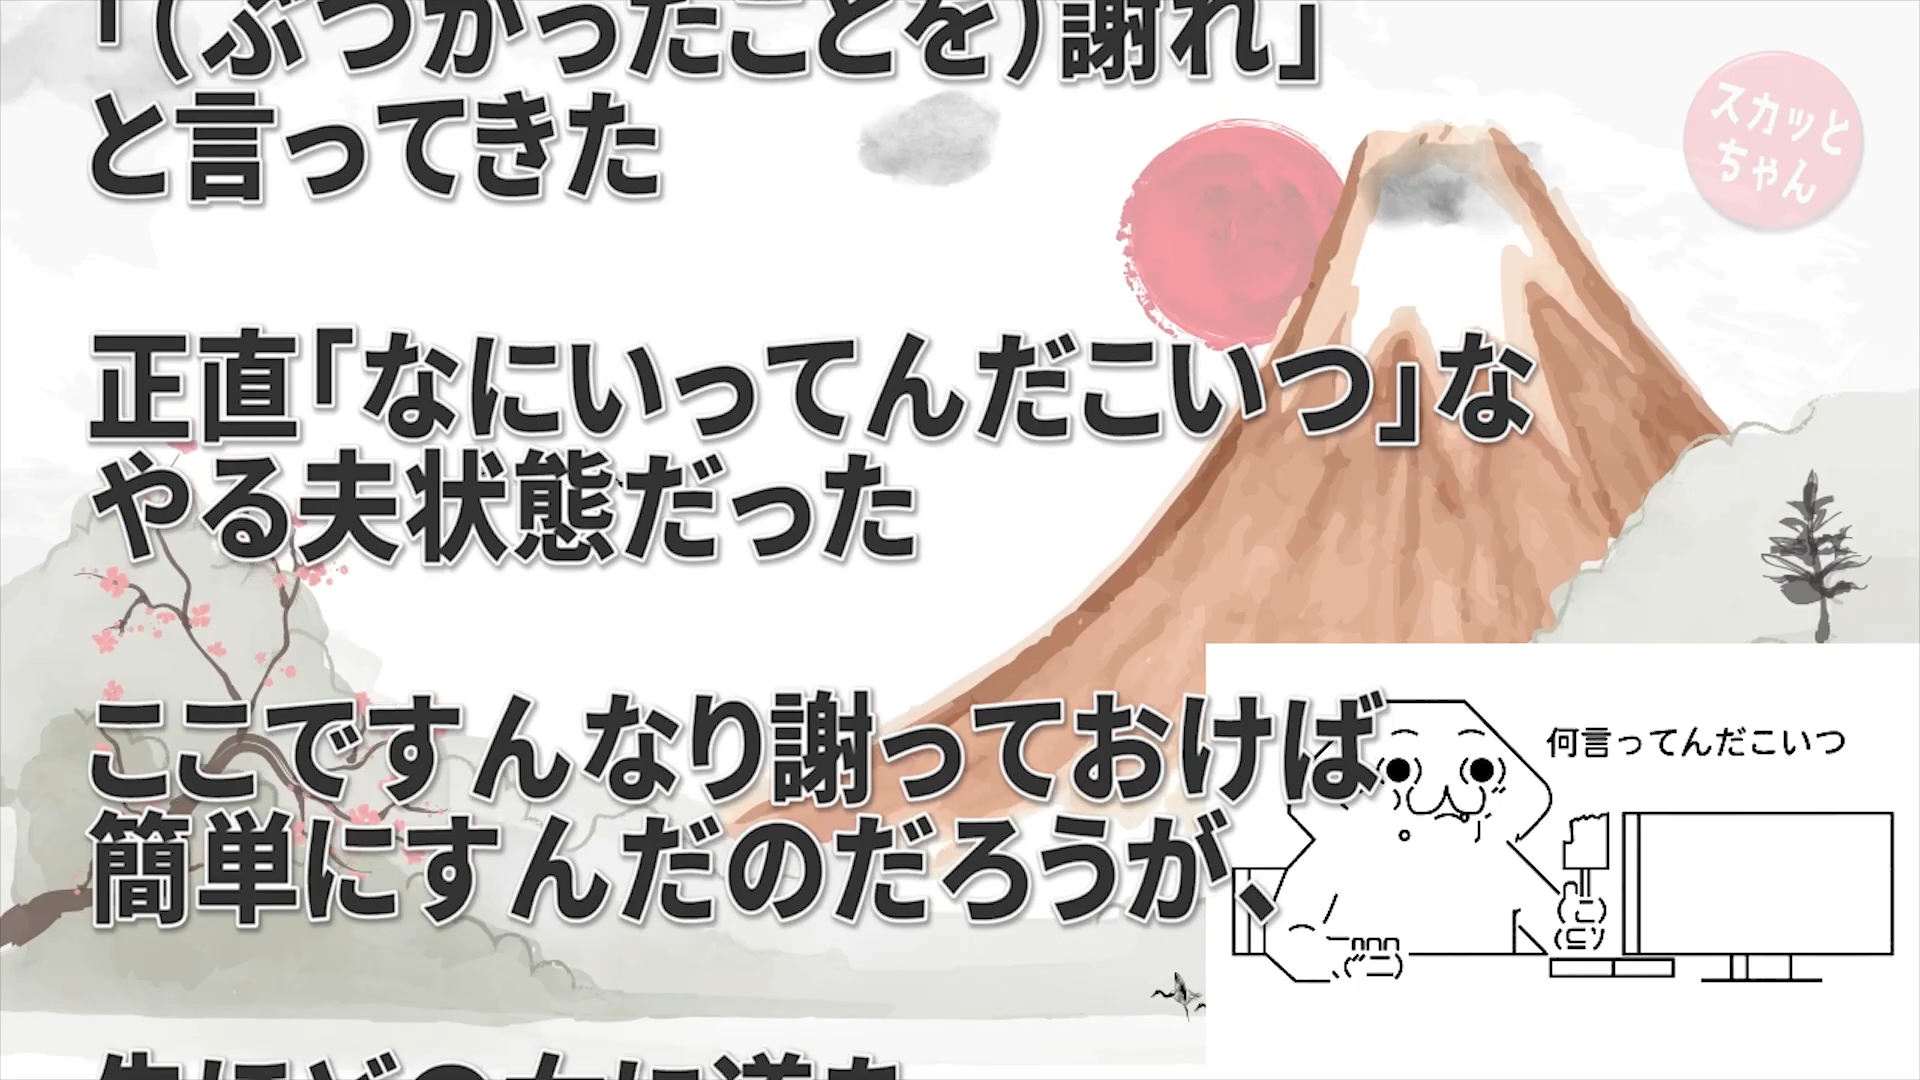 「(ぶつかったことを)謝れ」
と言ってきた
スカッと
ちゃん
正直「なにいってんだこいつ」な
やる夫状態だった
ここですんなり謝っておけば
簡単にすんだのだろうが、
何言ってんだこいつ